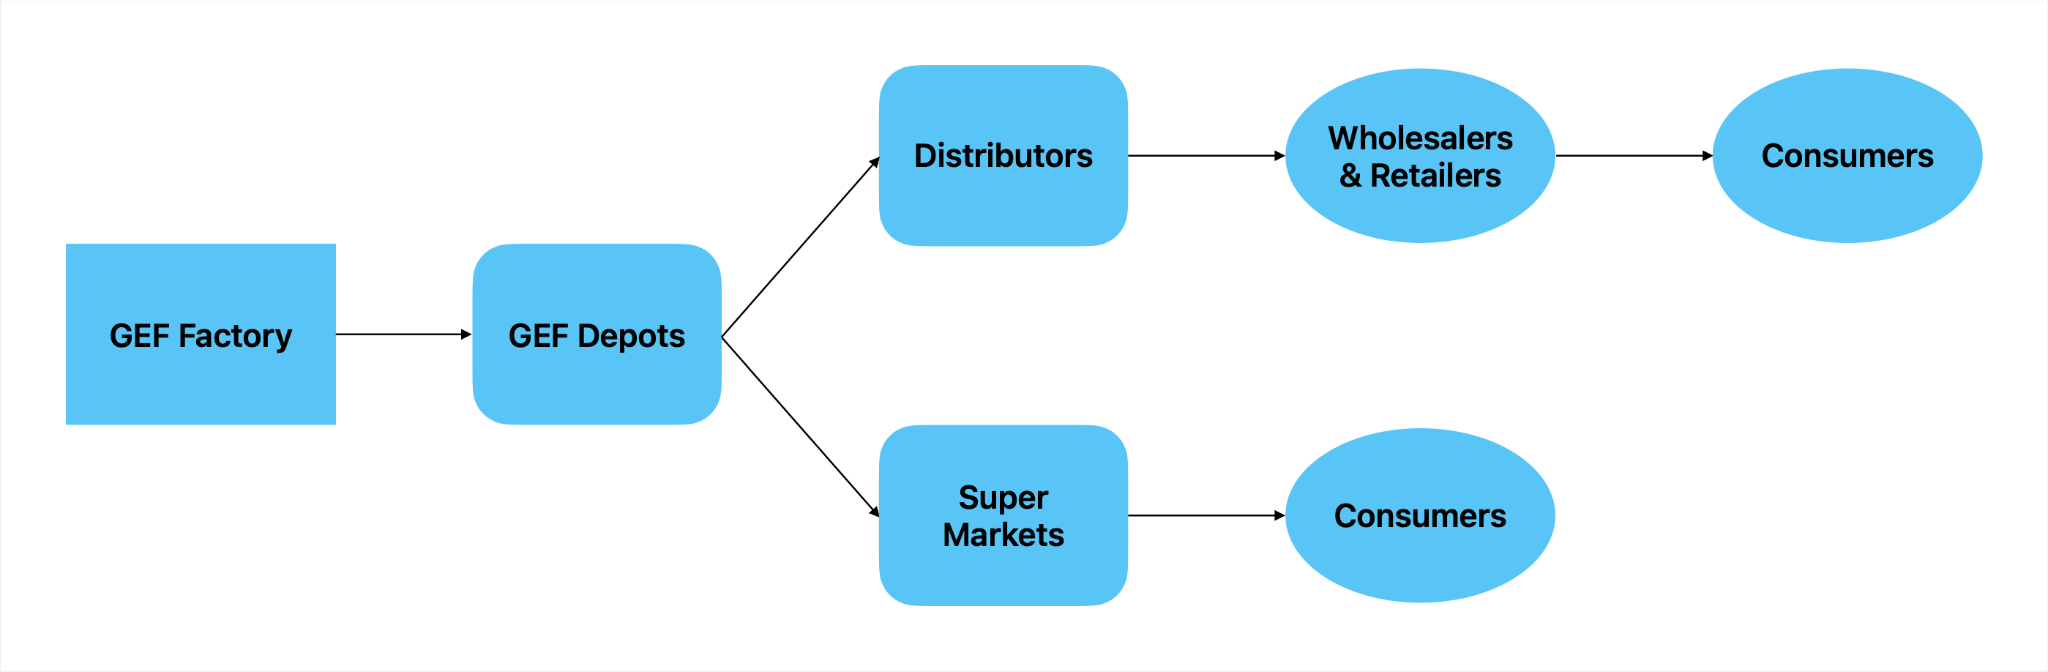 GEF Factory
GEF Depots
Distributors
Wholesalers
& Retailers
Consumers
Super
Markets
Consumers